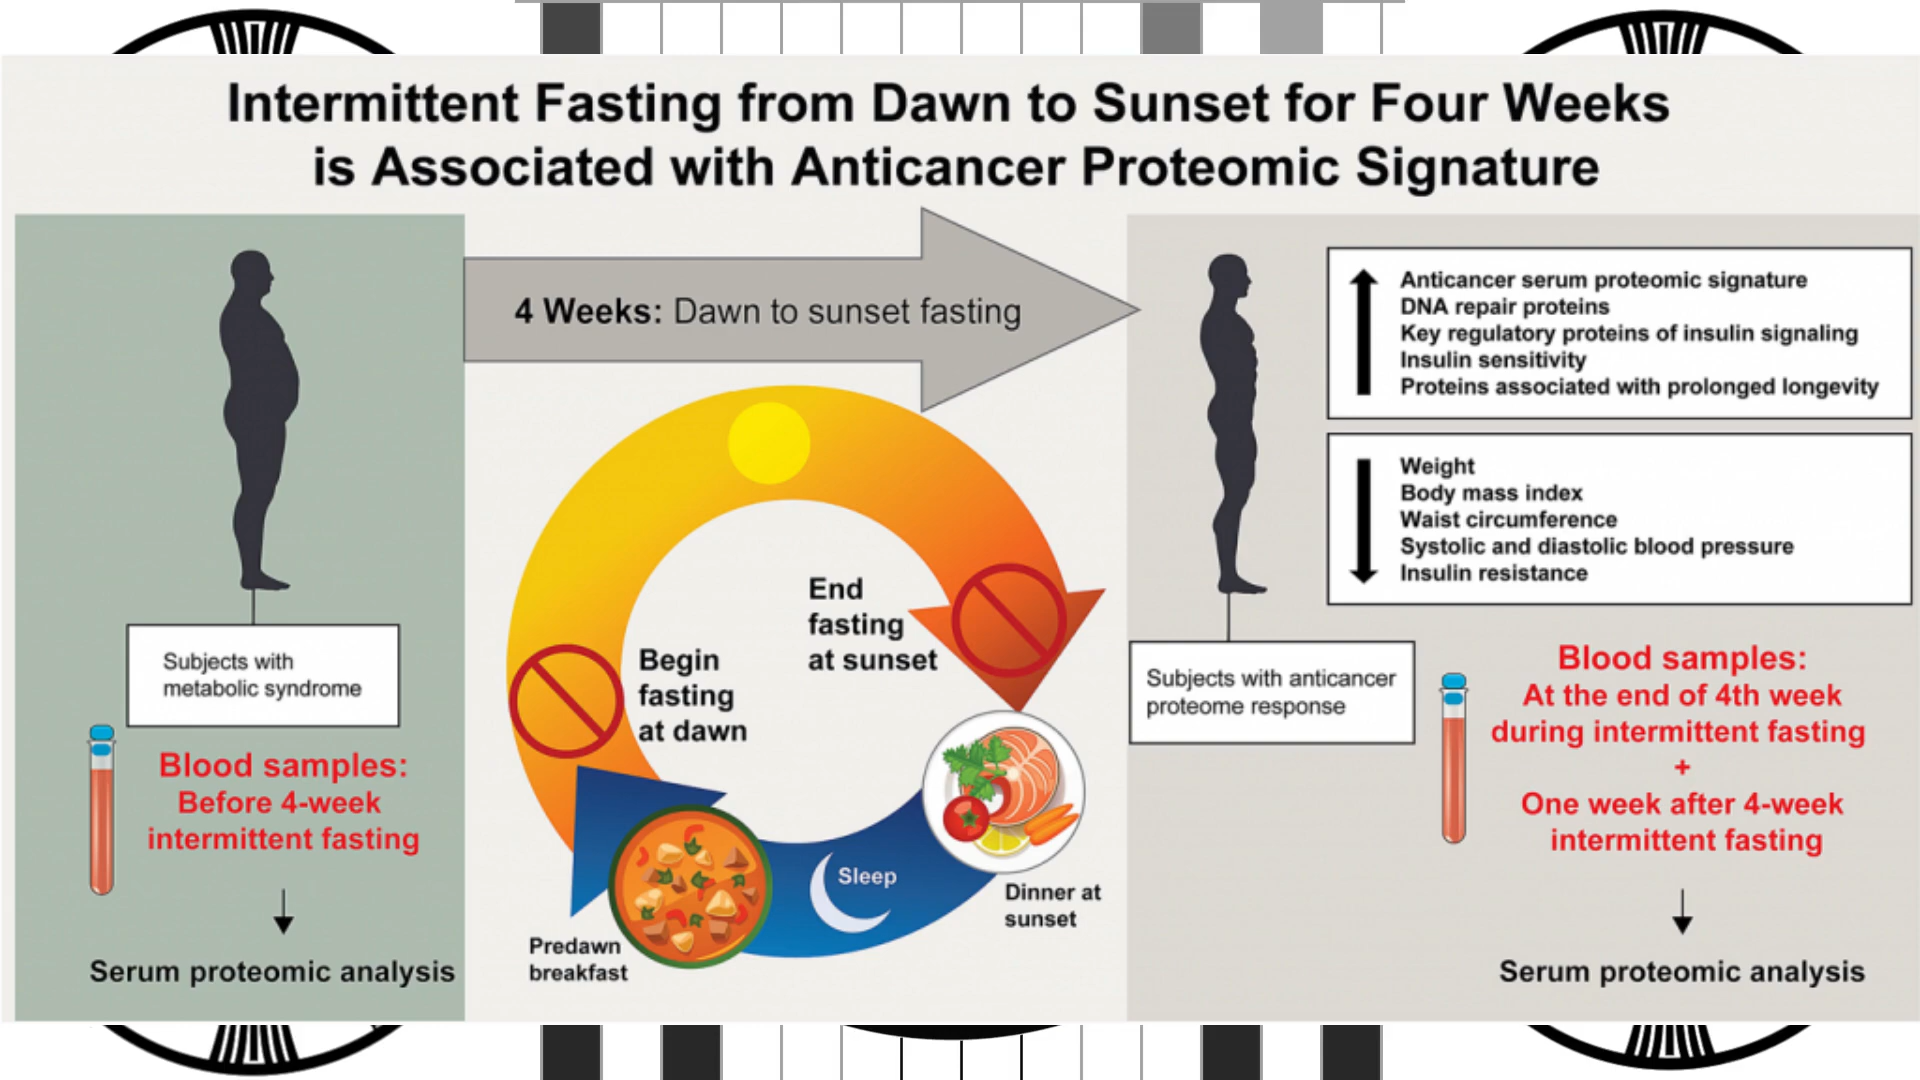 Intermittent Fasting from Dawn to Sunset for Four Weeks
is Associated with Anticancer Proteomic Signature
4 Weeks: Dawn to sunset fasting
Subjects with
metabolic syndrome
Blood samples:
Before 4-week
intermittent fasting
Serum proteomic analysis
Begin
fasting
at dawn
End
fasting
at sunset
Dinner at
sunset
Sleep
Predawn
breakfast
Anticancer serum proteomic signature
DNA repair proteins
Key regulatory proteins of insulin signaling
Insulin sensitivity
Proteins associated with prolonged longevity
Weight
Body mass index
Waist circumference
Systolic and diastolic blood pressure
Insulin resistance
Subjects with anticancer
proteome response
Blood samples:
At the end of 4th week
during intermittent fasting
+
One week after 4-week
intermittent fasting
Serum proteomic analysis